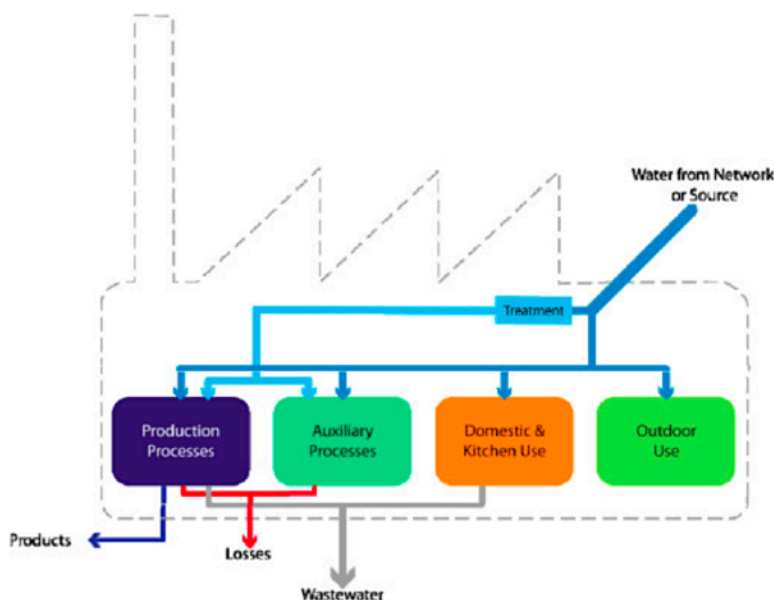 Water from Network
or Source
Treatment
Production
Processes
Auxiliary
Processes
Domestic &
Kitchen Use
Outdoor
Use
Products
Losses
Wastewater